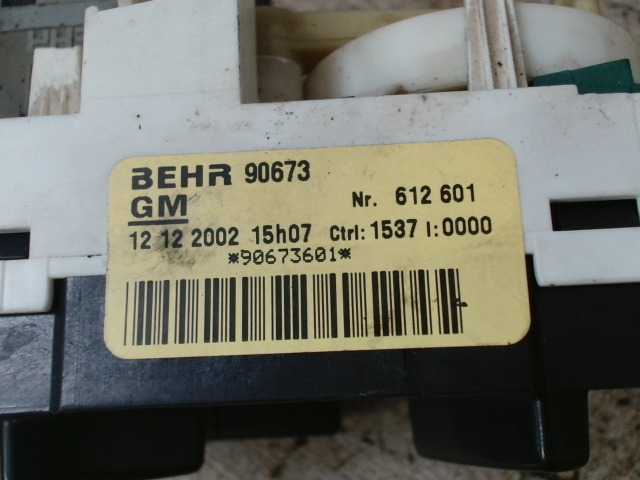 BEHR 90673
GM Nr. 612 601
12 12 2002 15h07 Ctrl: 1537 I:0000
*90673601*